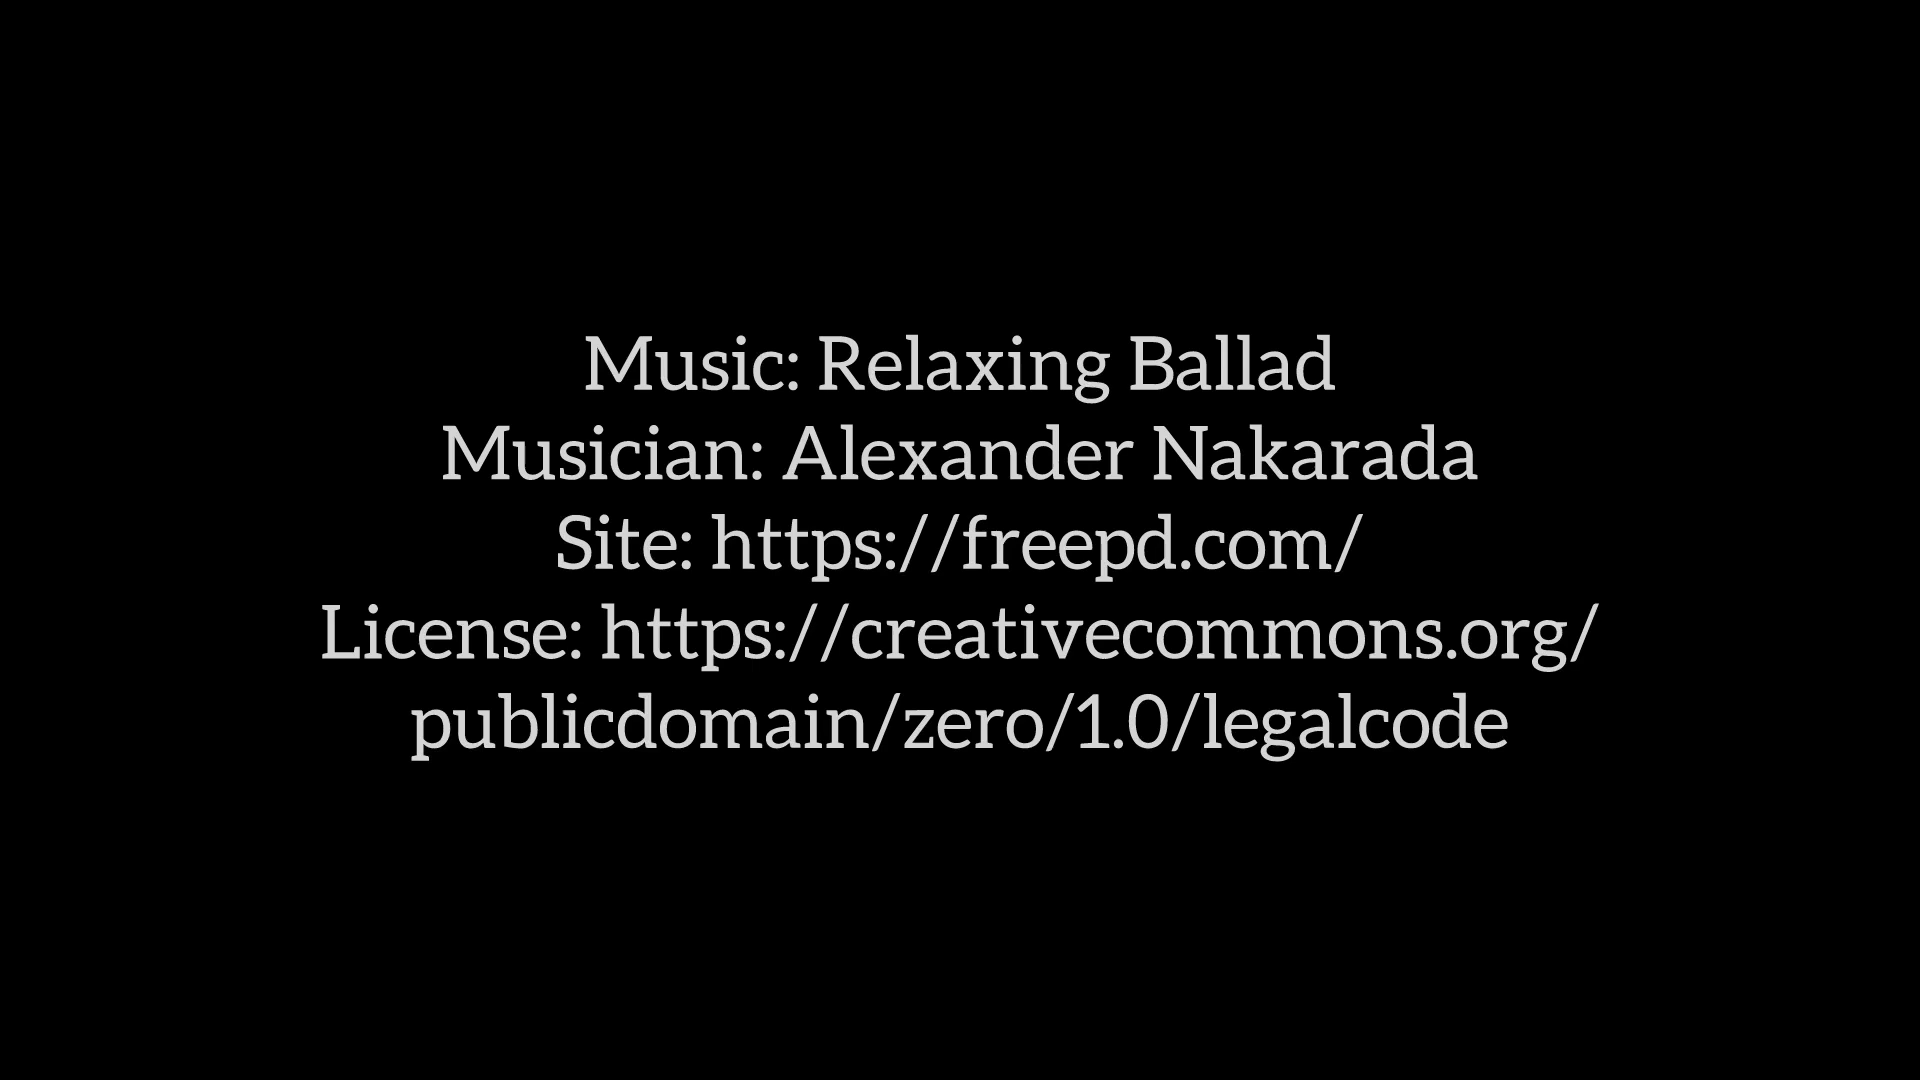 Music: Relaxing Ballad
Musician: Alexander Nakarada
Site: https://freepd.com/
License: https://creativecommons.org/
publicdomain/zero/1.0/legalcode